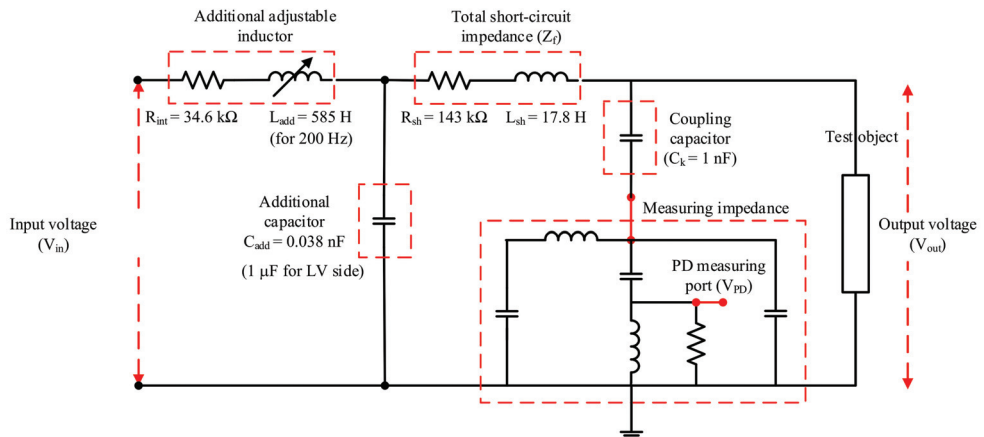 Additional adjustable
inductor
Total short-circuit
impedance (Zf)
Rint = 34.6 kΩ
Ladd = 585 H
(for 200 Hz)
Rsh = 143 kΩ
Lsh = 17.8 H
Coupling
capacitor
(Ck = 1 nF)
Test object
Input voltage
(Vin)
Additional
capacitor
Cadd = 0.038 nF
(1 µF for LV side)
Measuring impedance
PD measuring
port (VPD)
Output voltage
(Vout)